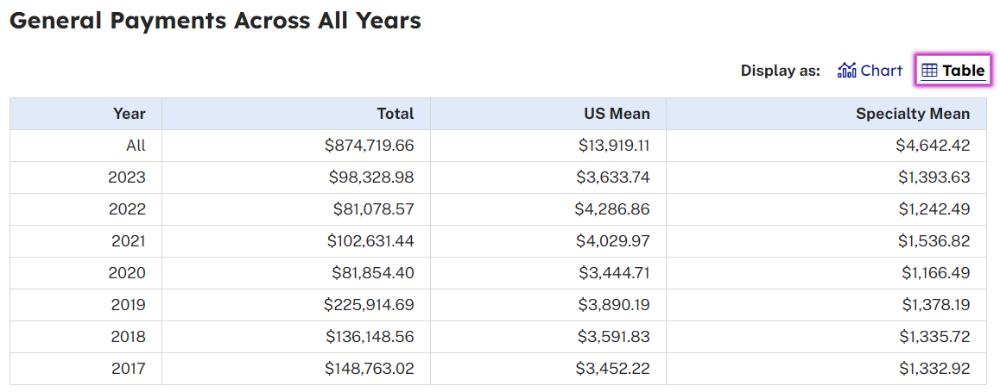 General Payments Across All Years
Display as: Chart Table
Year Total US Mean Specialty Mean
All $874,719.66 $13,919.11 $4,642.42
2023 $98,328.98 $3,633.74 $1,393.63
2022 $81,078.57 $4,286.86 $1,242.49
2021 $102,631.44 $4,029.97 $1,536.82
2020 $81,854.40 $3,444.71 $1,166.49
2019 $225,914.69 $3,890.19 $1,378.19
2018 $136,148.56 $3,591.83 $1,335.72
2017 $148,763.02 $3,452.22 $1,332.92